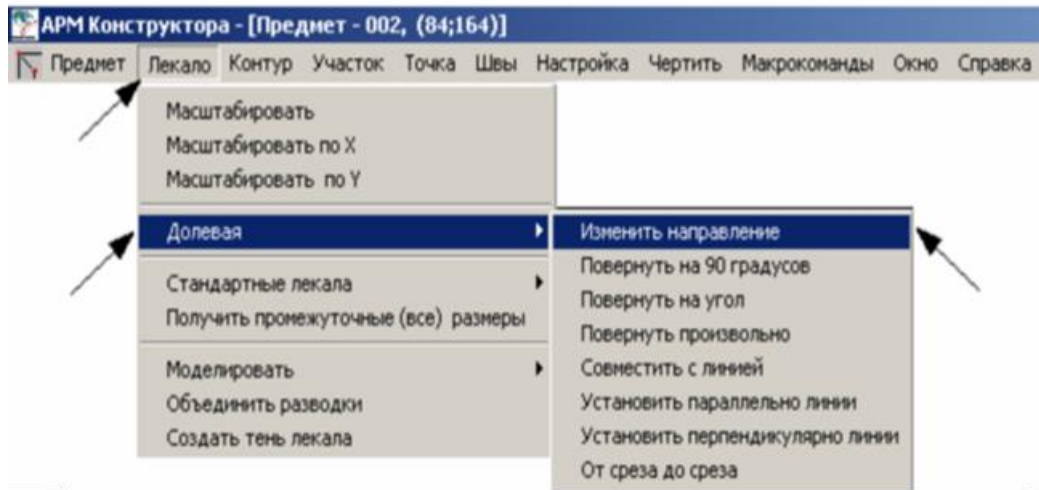 АРМ Конструктора - [Предмет - 002, (84;164)]
Предмет Лекало Контур Участок Точка Швы Настройка Чертить Макрокоманды Окно Справка
Масштабировать
Масштабировать по X
Масштабировать по Y
Долевая
Стандартные лекала
Получить промежуточные (все) размеры
Моделировать
Объединить разводки
Создать тень лекала
Изменить направление
Повернуть на 90 градусов
Повернуть на угол
Повернуть произвольно
Совместить с линией
Установить параллельно линии
Установить перпендикулярно линии
От среза до среза